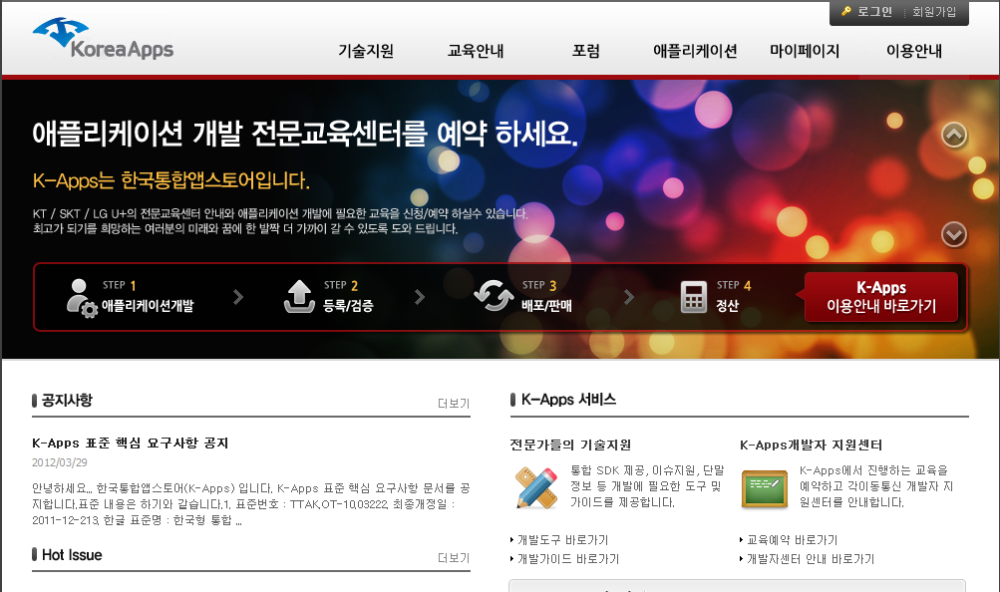 로그인
회원가입
KoreaApps
기술지원
교육안내
포럼
애플리케이션
마이페이지
이용안내
애플리케이션 개발 전문교육센터를 예약 하세요.
K-Apps는 한국통합앱스토어입니다.
KT / SKT / LG U+의 전문교육센터 안내와 애플리케이션 개발에 필요한 교육을 신청/예약 하실수 있습니다.
최고가 되기를 희망하는 여러분의 미래와 꿈에 한 발짝 더 가까이 갈 수 있도록 도와 드립니다.
STEP 1
애플리케이션개발
STEP 2
등록/검증
STEP 3
배포/판매
STEP 4
정산
K-Apps
이용안내 바로가기
공지사항
더보기
K-Apps 표준 핵심 요구사항 공지
2012/03/29
안녕하세요... 한국통합앱스토어(K-Apps) 입니다. K-Apps 표준 핵심 요구사항 문서를 공
지합니다.표준 내용은 하기와 같습니다.1. 표준번호 : TTAK.OT-10.03222, 최종개정일 :
2011-12-213. 한글 표준명 : 한국형 통합 ...
Hot Issue
더보기
K-Apps 서비스
전문가들의 기술지원
통합 SDK 제공, 이슈지원, 단말
정보 등 개발에 필요한 도구 및
가이드를 제공합니다.
개발도구 바로가기
개발가이드 바로가기
K-Apps개발자 지원센터
K-Apps에서 진행하는 교육을
예약하고 각이동통신 개발자 지
원센터를 안내합니다.
교육예약 바로가기
개발자센터 안내 바로가기